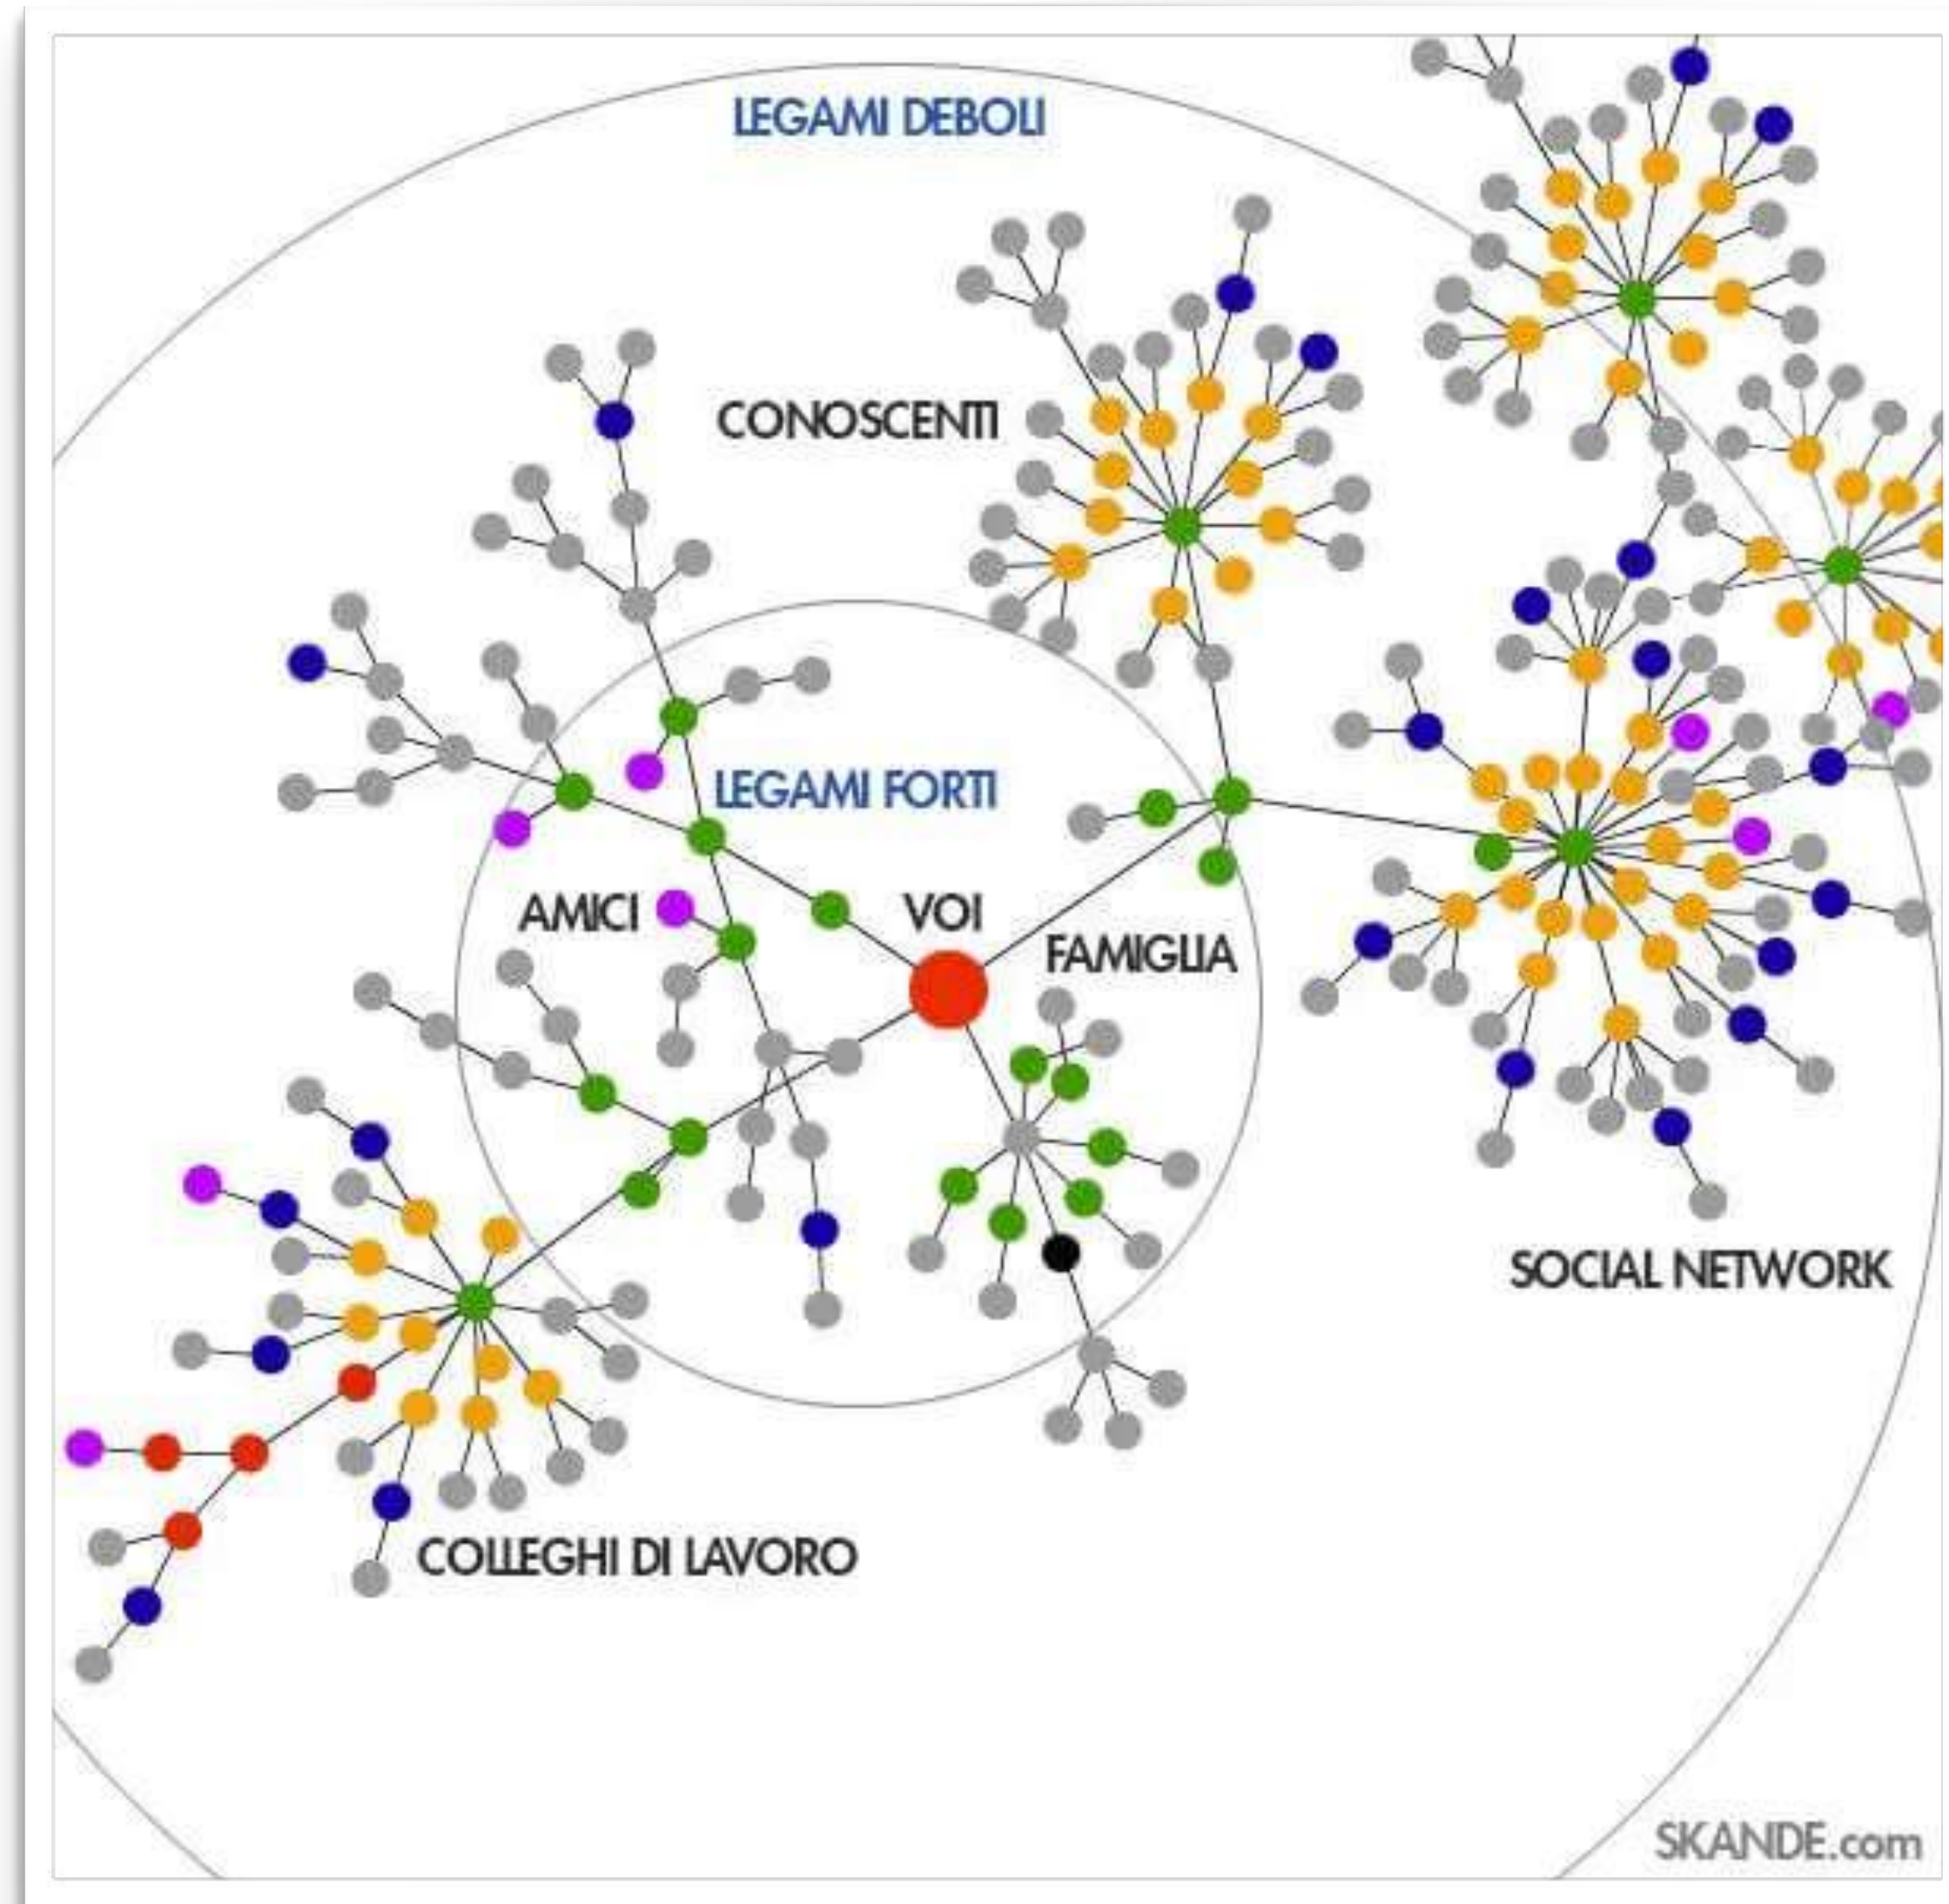 LEGAMI DEBOLI
CONOSCENTI
LEGAMI FORTI
AMICI
VOI
FAMIGLIA
SOCIAL NETWORK
COLLEGHI DI LAVORO
SKANDE.com